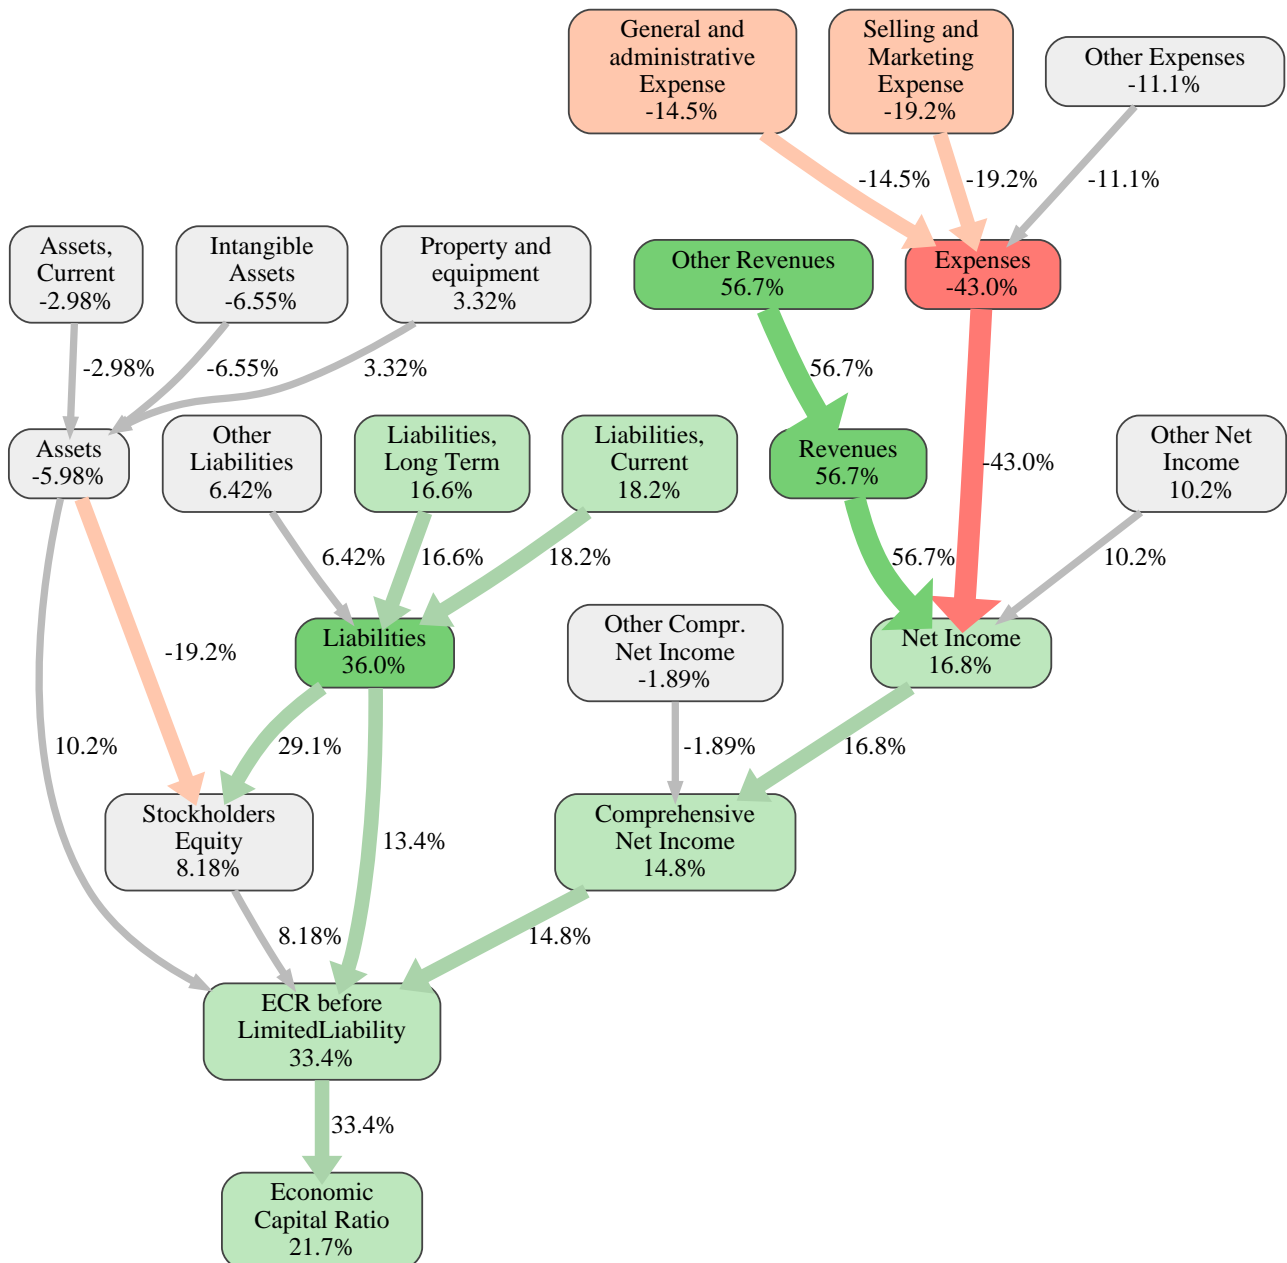 General and
administrative
Expense
-14.5%
Selling and
Marketing
Expense
-19.2%
Other Expenses
-11.1%
-14.5%
-19.2%
-11.1%
Assets,
Current
-2.98%
Intangible
Assets
-6.55%
Property and
equipment
3.32%
Other Revenues
56.7%
Expenses
-43.0%
-2.98%
-6.55%
3.32%
56.7%
-43.0%
Assets
-5.98%
Other
Liabilities
6.42%
Liabilities,
Long Term
16.6%
Liabilities,
Current
18.2%
Revenues
56.7%
Other Net
Income
10.2%
6.42%
16.6%
18.2%
56.7%
10.2%
-19.2%
Liabilities
36.0%
Other Compr.
Net Income
-1.89%
Net Income
16.8%
10.2%
29.1%
-1.89%
16.8%
Stockholders
Equity
8.18%
13.4%
Comprehensive
Net Income
14.8%
8.18%
14.8%
ECR before
LimitedLiability
33.4%
33.4%
Economic
Capital Ratio
21.7%